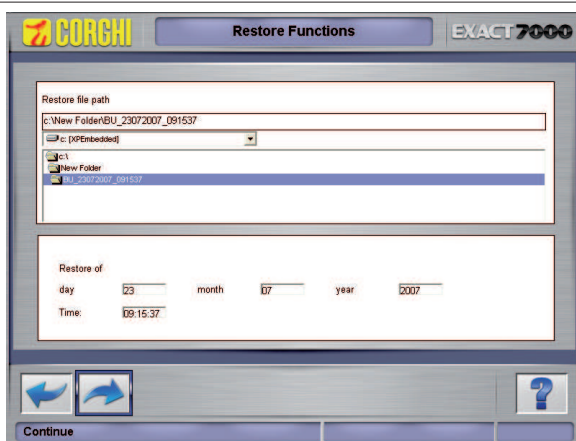 CORGHI
Restore Functions
EXACT 7000
Restore file path
c:\New Folder\BU_23072007_091537
c: [XPEmbedded]
c:\
New Folder
BU_23072007_091537
Restore of
day 23 month 07 year 2007
Time: 09:15:37
?
Continue